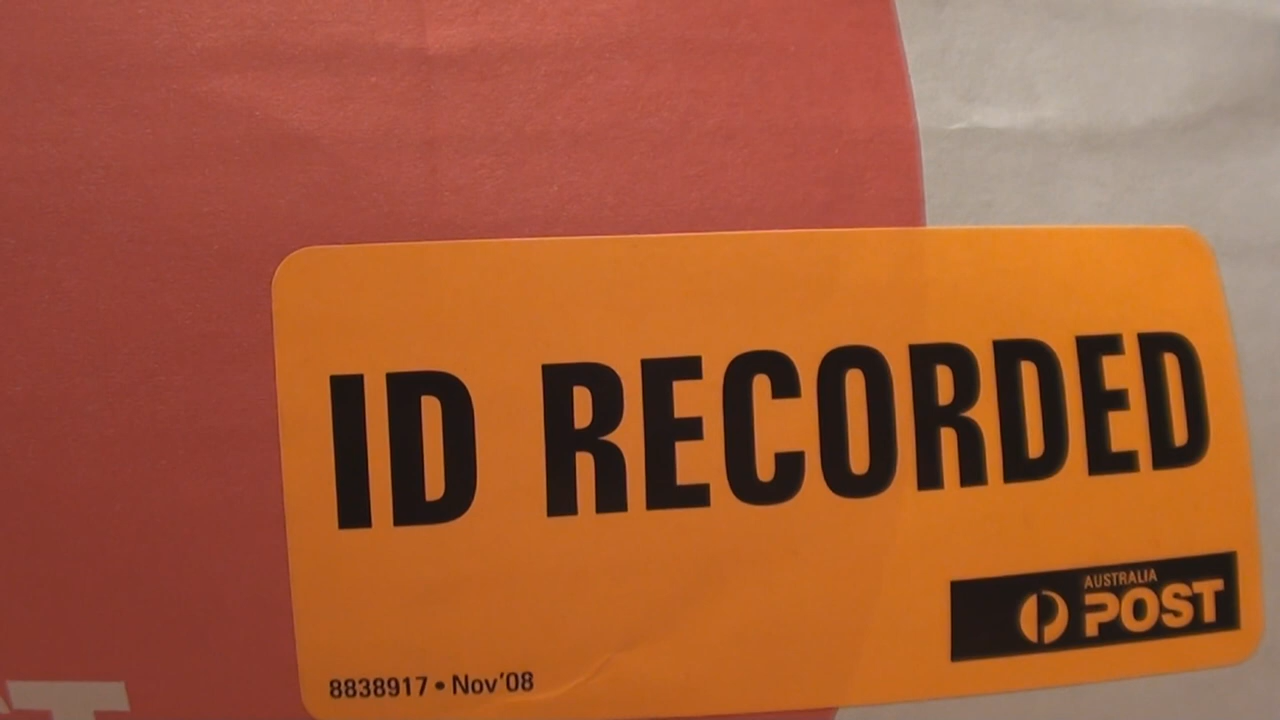 ID RECORDED
AUSTRALIA
POST
8838917 • Nov'08
T